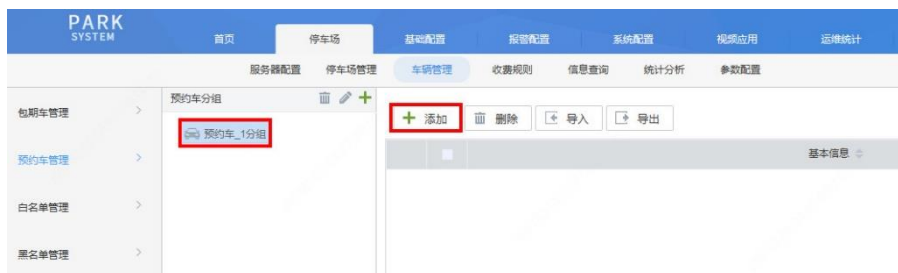 PARK
SYSTEM
首页 停车场 基础配置 报警配置 系统配置 视频应用 运维统计
服务器配置 停车场管理 车辆管理 收费规则 信息查询 统计分析 参数配置
包期车管理
预约车管理
白名单管理
黑名单管理
预约车分组
预约车_1分组
添加 删除 导入 导出
基本信息